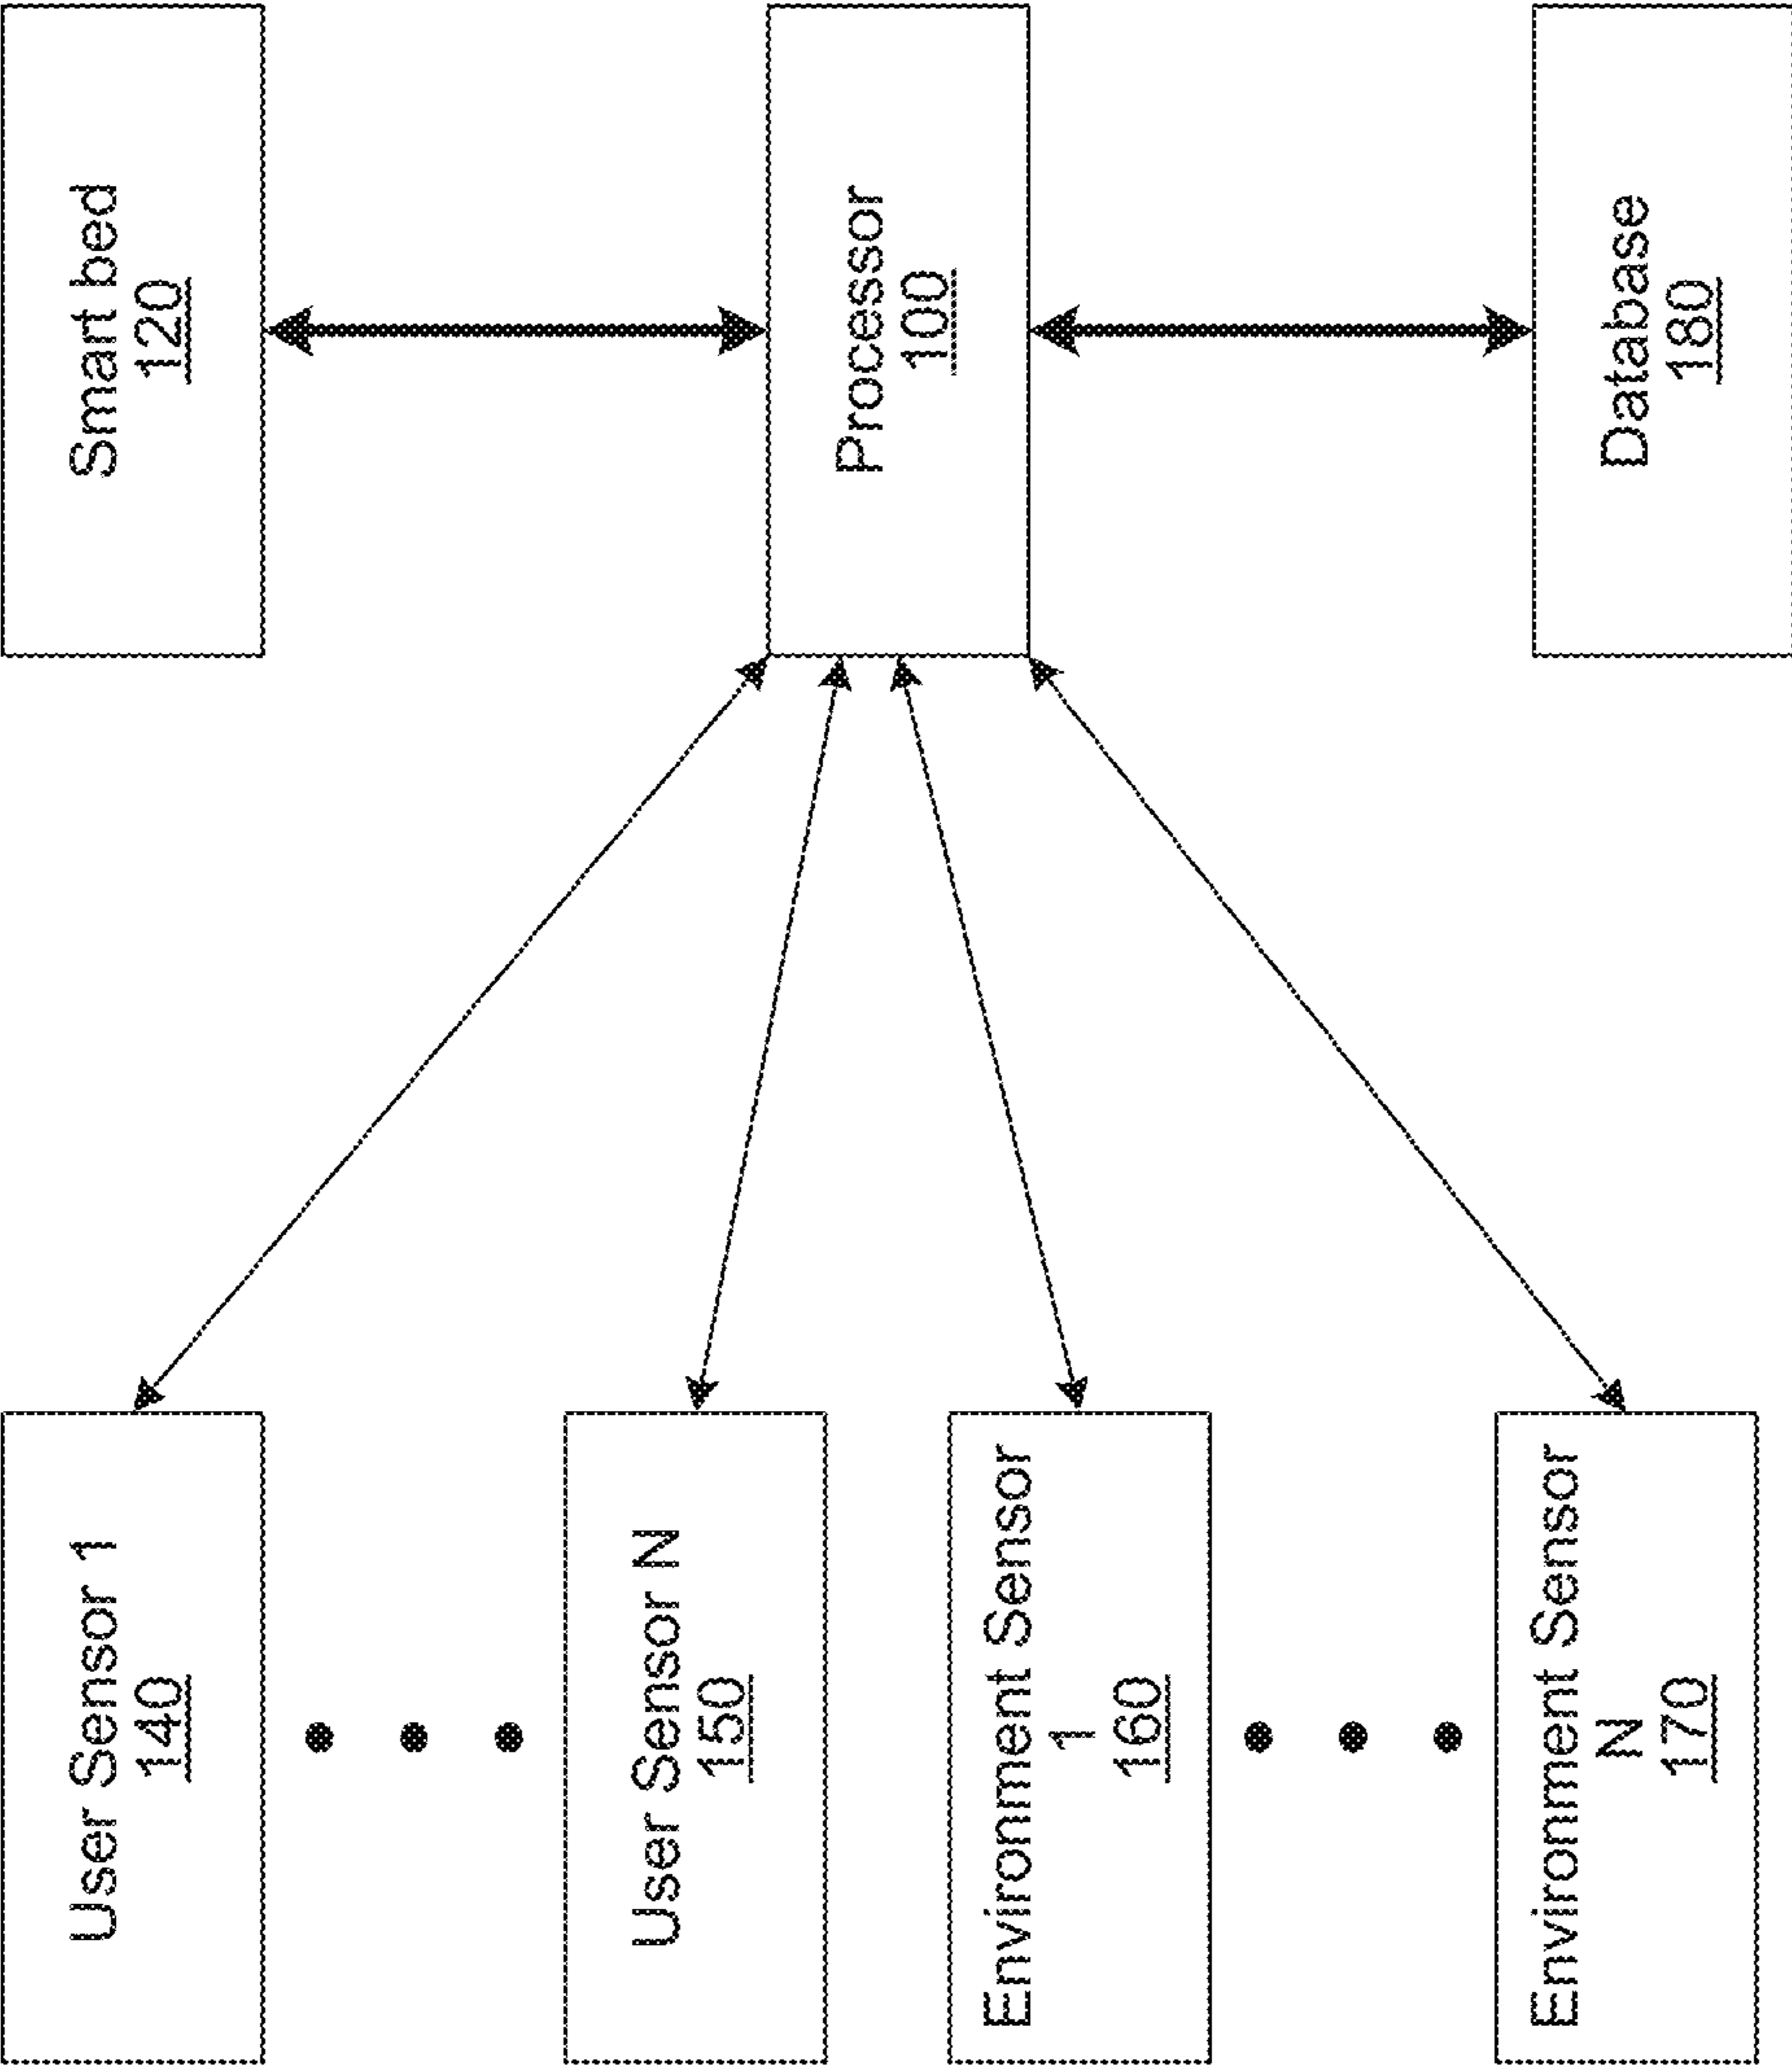 Smart bed
120
Processor
100
Database
180
User Sensor 1
140
User Sensor N
150
Environment Sensor
1
160
Environment Sensor
N
170